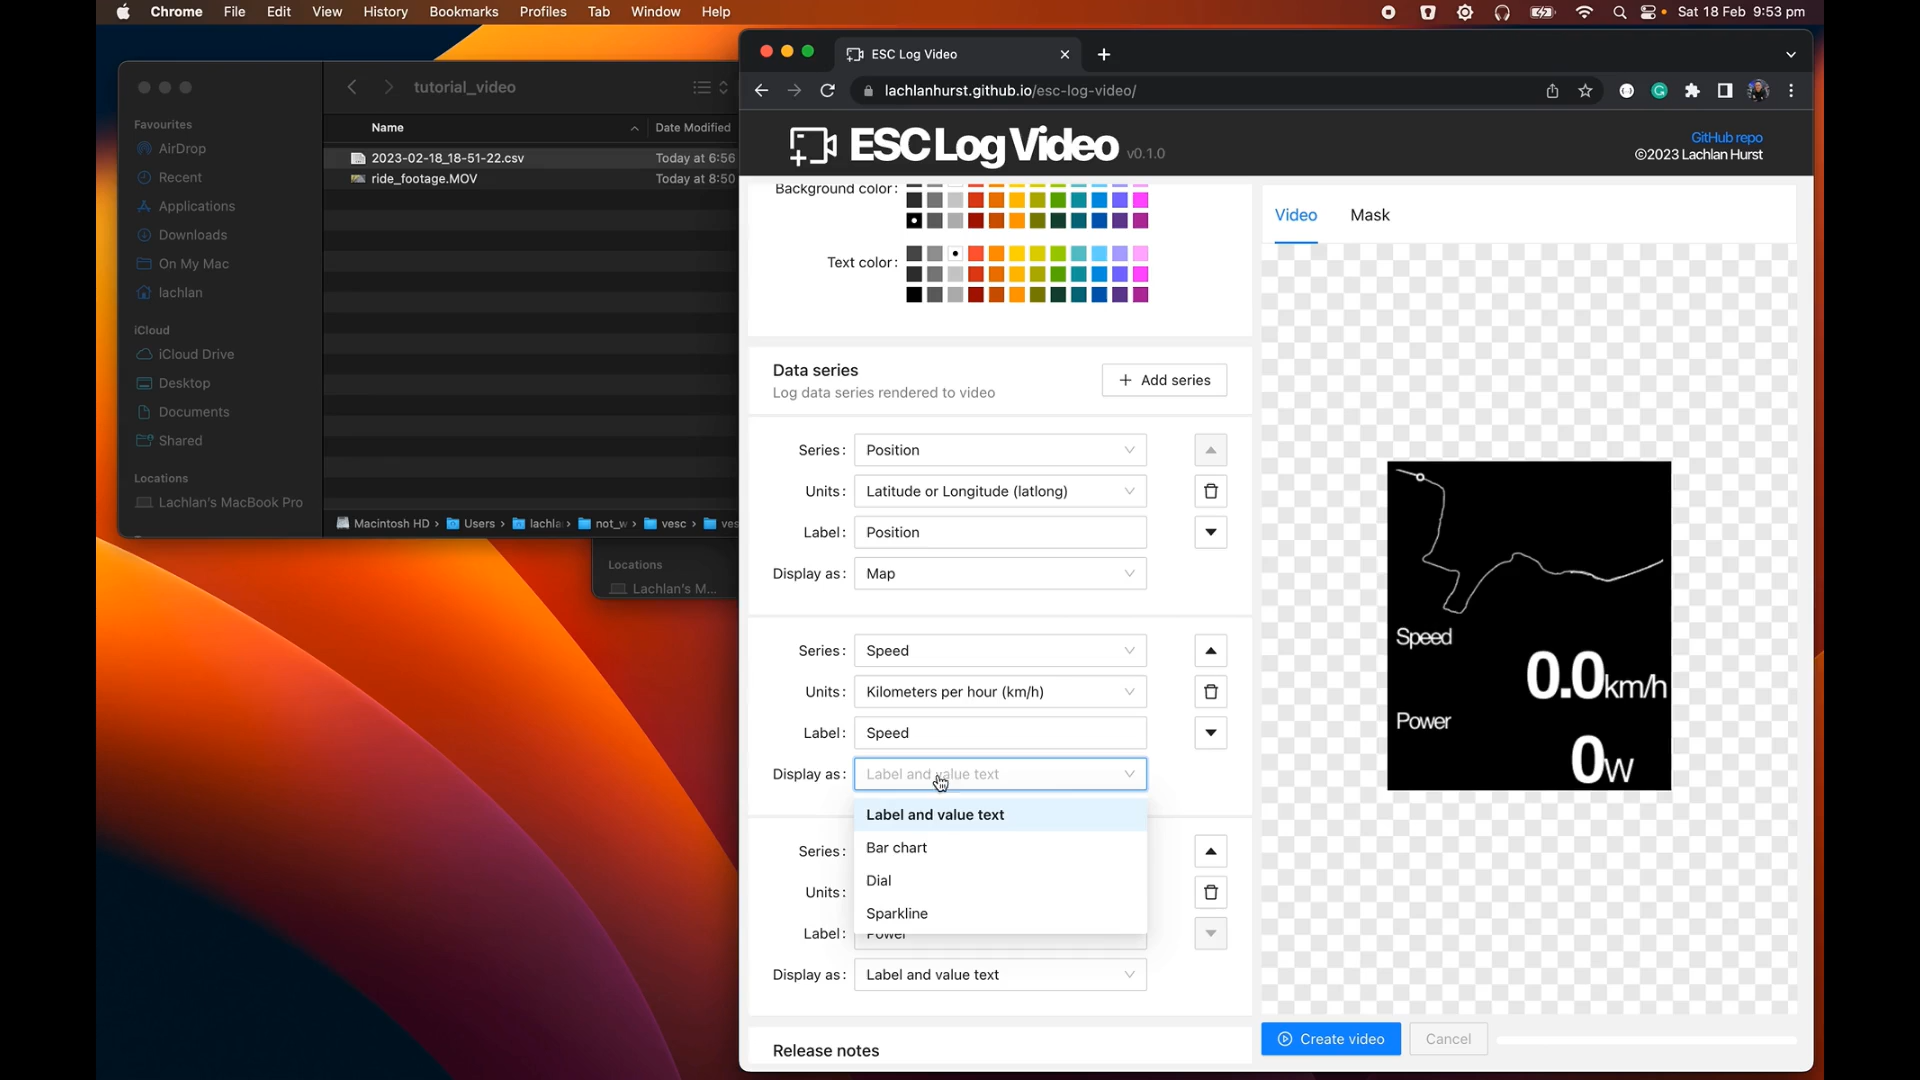 Chrome File Edit View History Bookmarks Profiles Tab Window Help Sat 18 Feb 9:53 pm
tutorial_video
Favourites
AirDrop
Recent
Applications
Downloads
On My Mac
lachlan
iCloud
iCloud Drive
Desktop
Documents
Shared
Locations
Lachlan's MacBook Pro
Name Date Modified
2023-02-18_18-51-22.csv Today at 6:56
ride_footage.MOV Today at 8:50
Macintosh HD › Users › lachla › not_w › vesc › ves
Locations
Lachlan's M...
ESC Log Video
lachlanhurst.github.io/esc-log-video/
ESC Log Video v0.1.0
GitHub repo
©2023 Lachlan Hurst
Background color:
Text color:
Data series
Log data series rendered to video
+ Add series
Series: Position
Units: Latitude or Longitude (latlong)
Label: Position
Display as: Map
Series: Speed
Units: Kilometers per hour (km/h)
Label: Speed
Display as: Label and value text
Label and value text
Bar chart
Dial
Sparkline
Series:
Units:
Label: Power
Display as: Label and value text
Release notes
Video Mask
Speed
0.0km/h
Power
0W
Create video Cancel